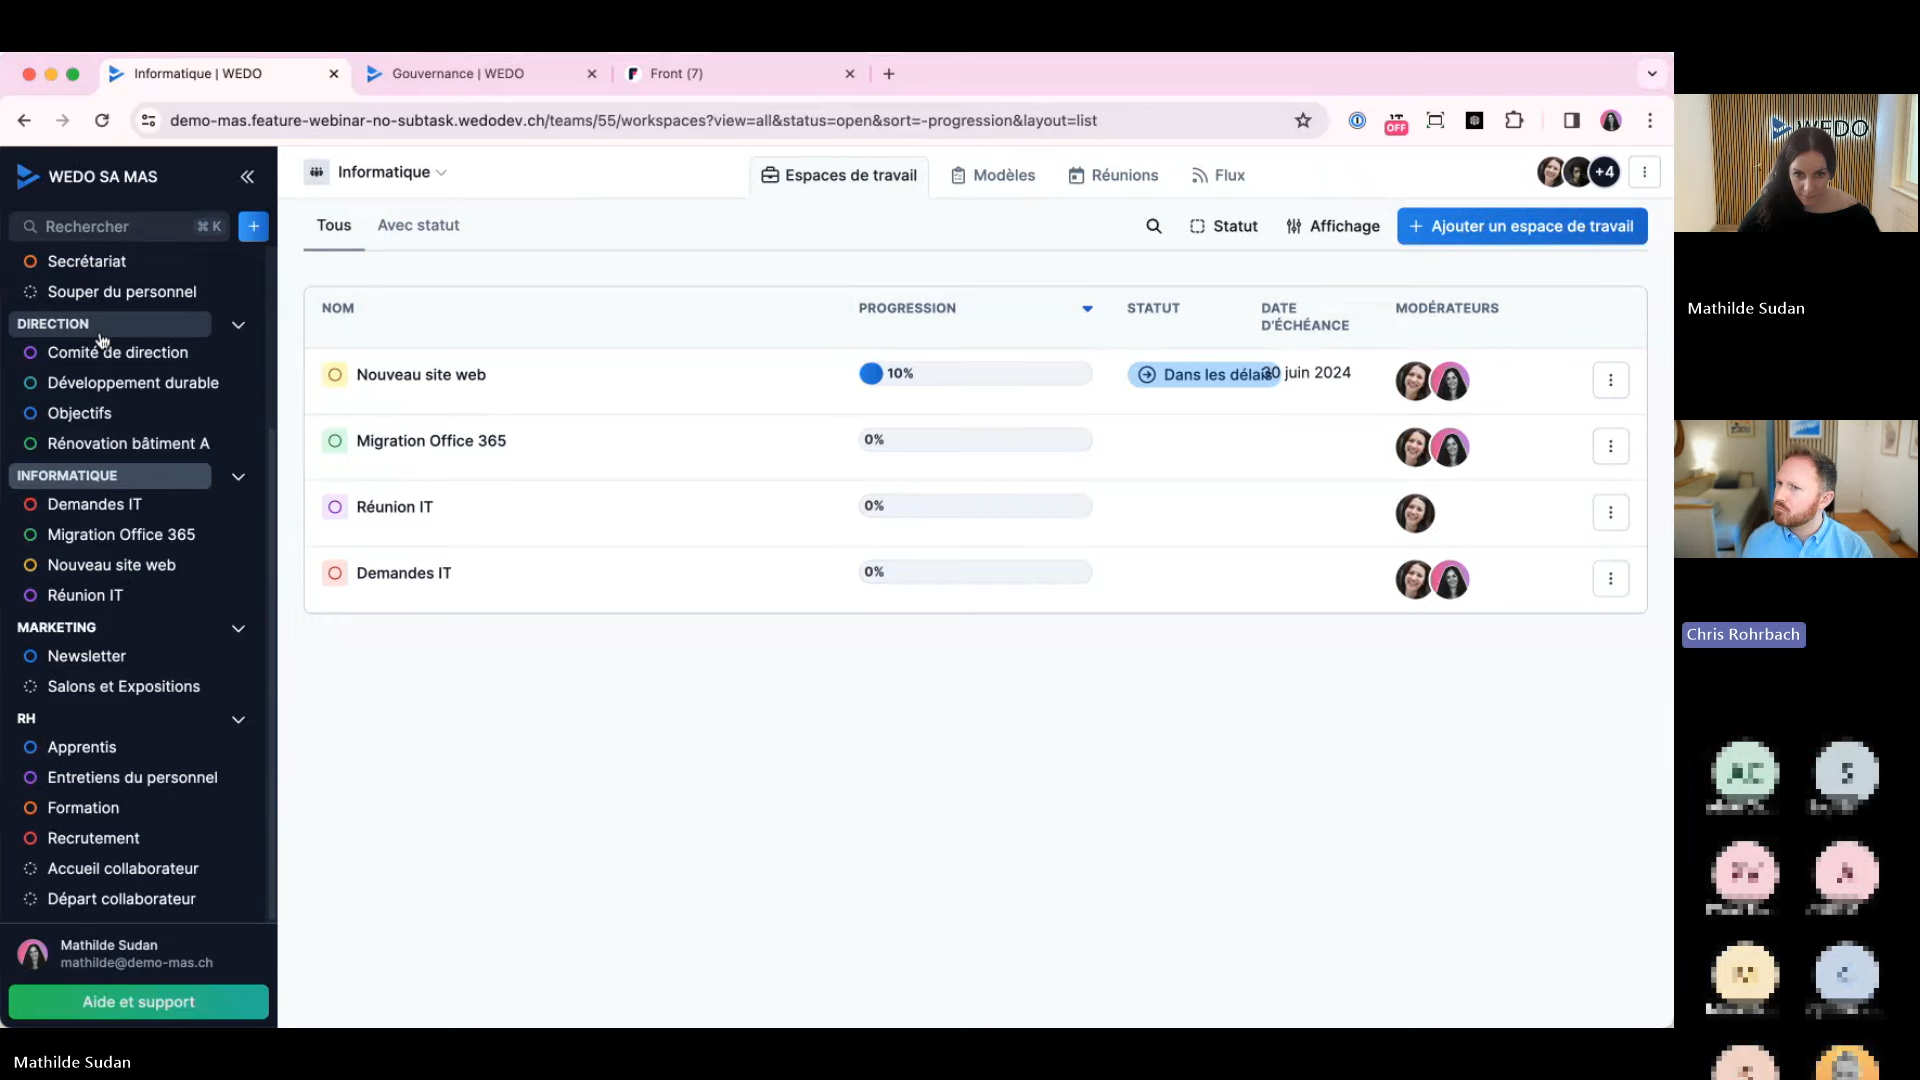 Informatique | WEDO
Gouvernance | WEDO
Front (7)
demo-mas.feature-webinar-no-subtask.wedodev.ch/teams/55/workspaces?view=all&status=open&sort=-progression&layout=list
OFF
WEDO SA MAS
Rechercher
⌘ K
+
Secrétariat
Souper du personnel
DIRECTION
Comité de direction
Développement durable
Objectifs
Rénovation bâtiment A
INFORMATIQUE
Demandes IT
Migration Office 365
Nouveau site web
Réunion IT
MARKETING
Newsletter
Salons et Expositions
RH
Apprentis
Entretiens du personnel
Formation
Recrutement
Accueil collaborateur
Départ collaborateur
Mathilde Sudan
mathilde@demo-mas.ch
Aide et support
Informatique
Espaces de travail
Modèles
Réunions
Flux
+4
Tous
Avec statut
Statut
Affichage
+ Ajouter un espace de travail
NOM
PROGRESSION
STATUT
DATE D'ÉCHÉANCE
MODÉRATEURS
Nouveau site web
10%
Dans les délais
30 juin 2024
Migration Office 365
0%
Réunion IT
0%
Demandes IT
0%
WEDO
Mathilde Sudan
Chris Rohrbach
AC
S
Mathilde Sudan